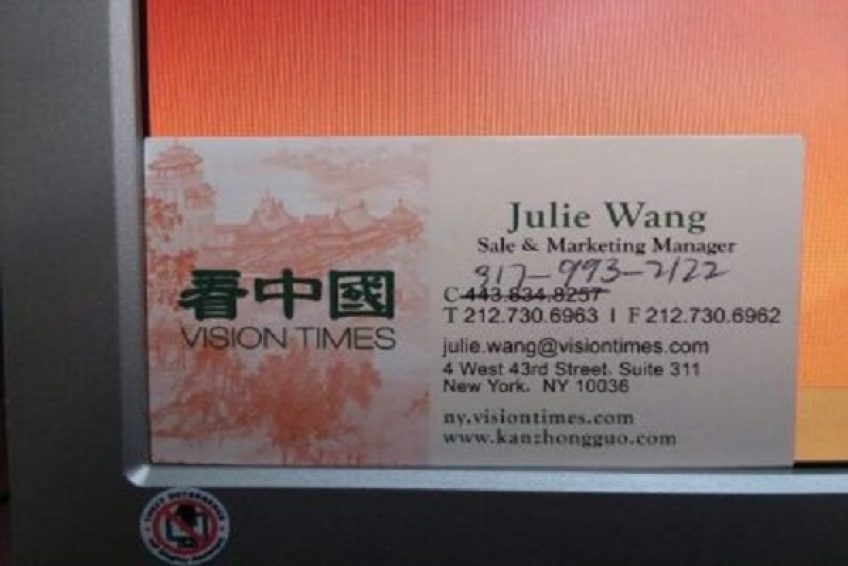 看中國
VISION TIMES
Julie Wang
Sale & Marketing Manager
917-993-2122
C 443.834.8257
T 212.730.6963 | F 212.730.6962
julie.wang@visiontimes.com
4 West 43rd Street, Suite 311
New York, NY 10036
ny.visiontimes.com
www.kanzhongguo.com